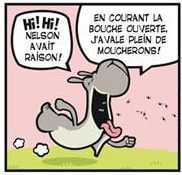 Hi! Hi!
NELSON
AVAIT
RAISON!
EN COURANT LA
BOUCHE OUVERTE,
J'AVALE PLEIN DE
MOUCHERONS!